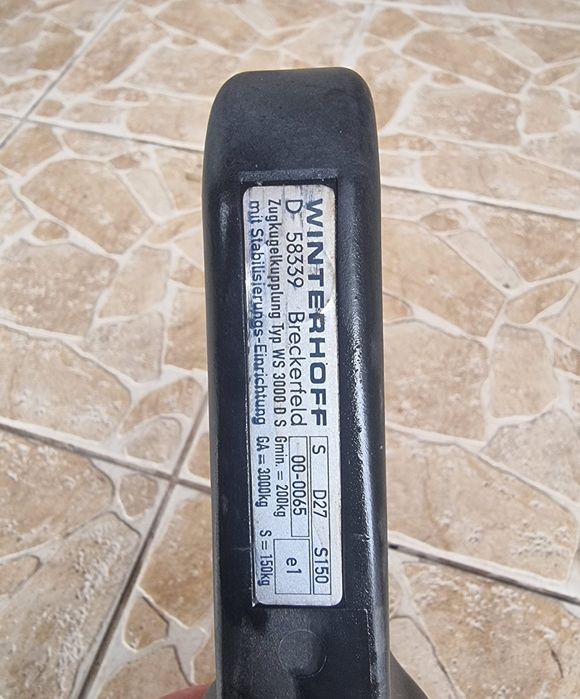 WINTERHOFF S D27 S150
D 58339 Breckerfeld 00-0065 e1
Zugkugelkupplung Typ WS 3000 D S Gmin. = 200kg
mit Stabilisierungs-Einrichtung GA = 3000kg S = 150kg